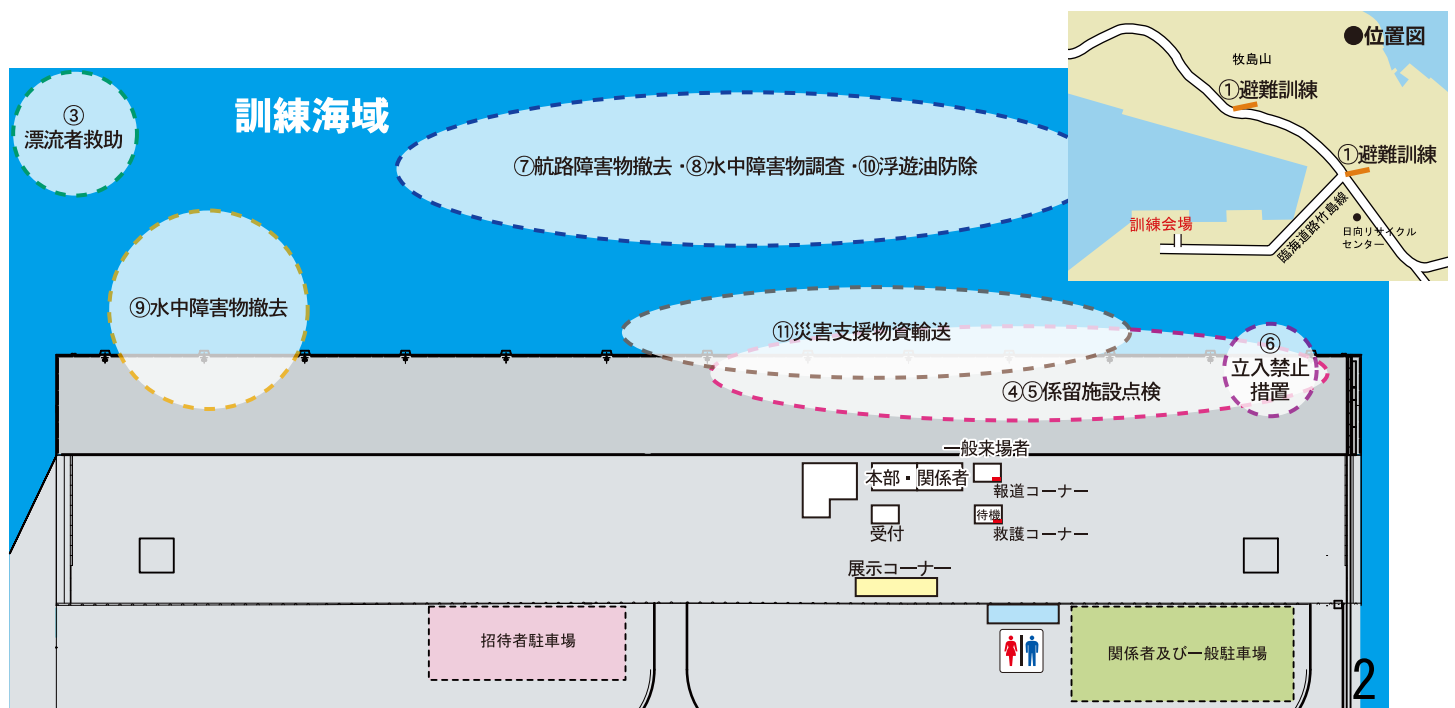 ●位置図
牧島山
①避難訓練
①避難訓練
訓練会場
臨海道路竹島線
日向リサイクル
センター
③
漂流者救助
訓練海域
⑦航路障害物撤去・⑧水中障害物調査・⑩浮遊油防除
⑨水中障害物撤去
⑪災害支援物資輸送
⑥
立入禁止
措置
④⑤係留施設点検
一般来場者
本部・関係者
報道コーナー
受付
待機
救護コーナー
展示コーナー
招待者駐車場
関係者及び一般駐車場
2